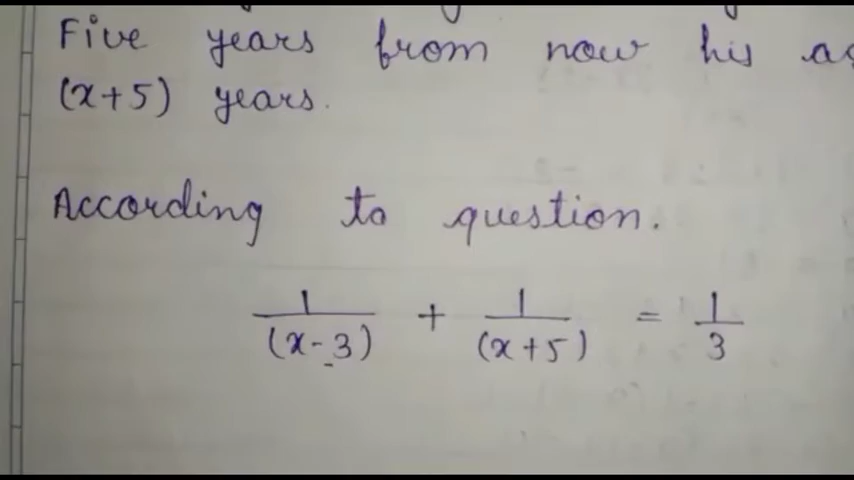 Five years from now his
(x+5) years.
According to question.
1/(x-3) + 1/(x+5) = 1/3